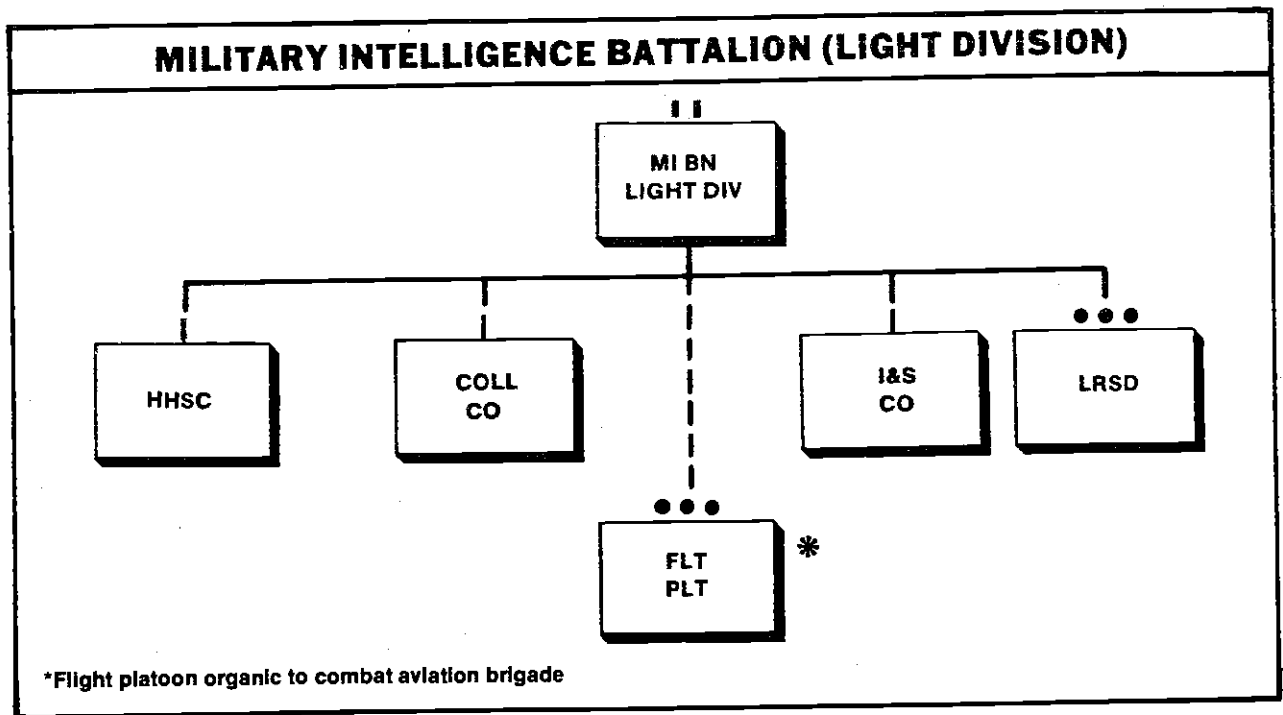 MILITARY INTELLIGENCE BATTALION (LIGHT DIVISION)
MI BN
LIGHT DIV
HHSC
COLL
CO
I&S
CO
LRSD
FLT
PLT
*
*Flight platoon organic to combat aviation brigade